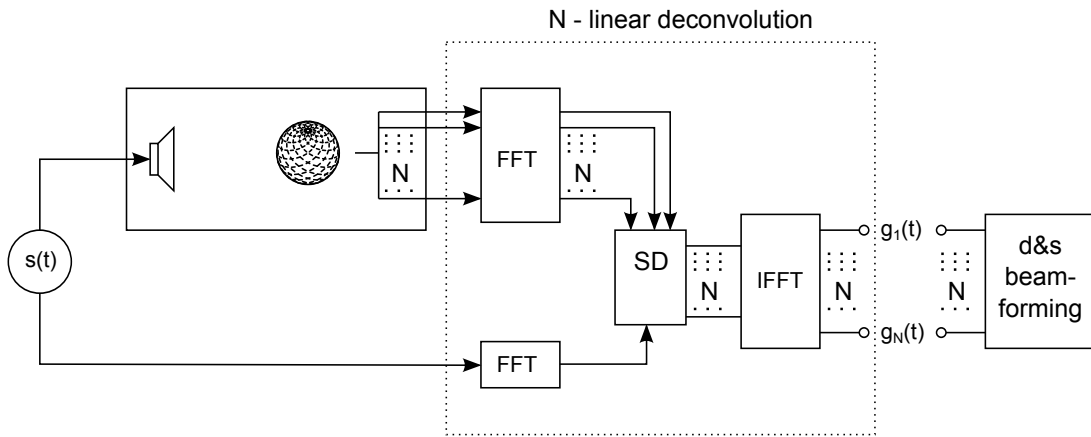 N - linear deconvolution
FFT
N
N
s(t)
SD
g1(t)
d&s
beam-
forming
N
IFFT
N
N
gN(t)
FFT